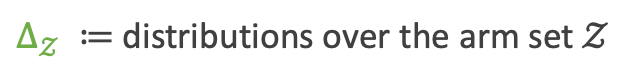 Δ_𝒵 ≔ distributions over the arm set 𝒵